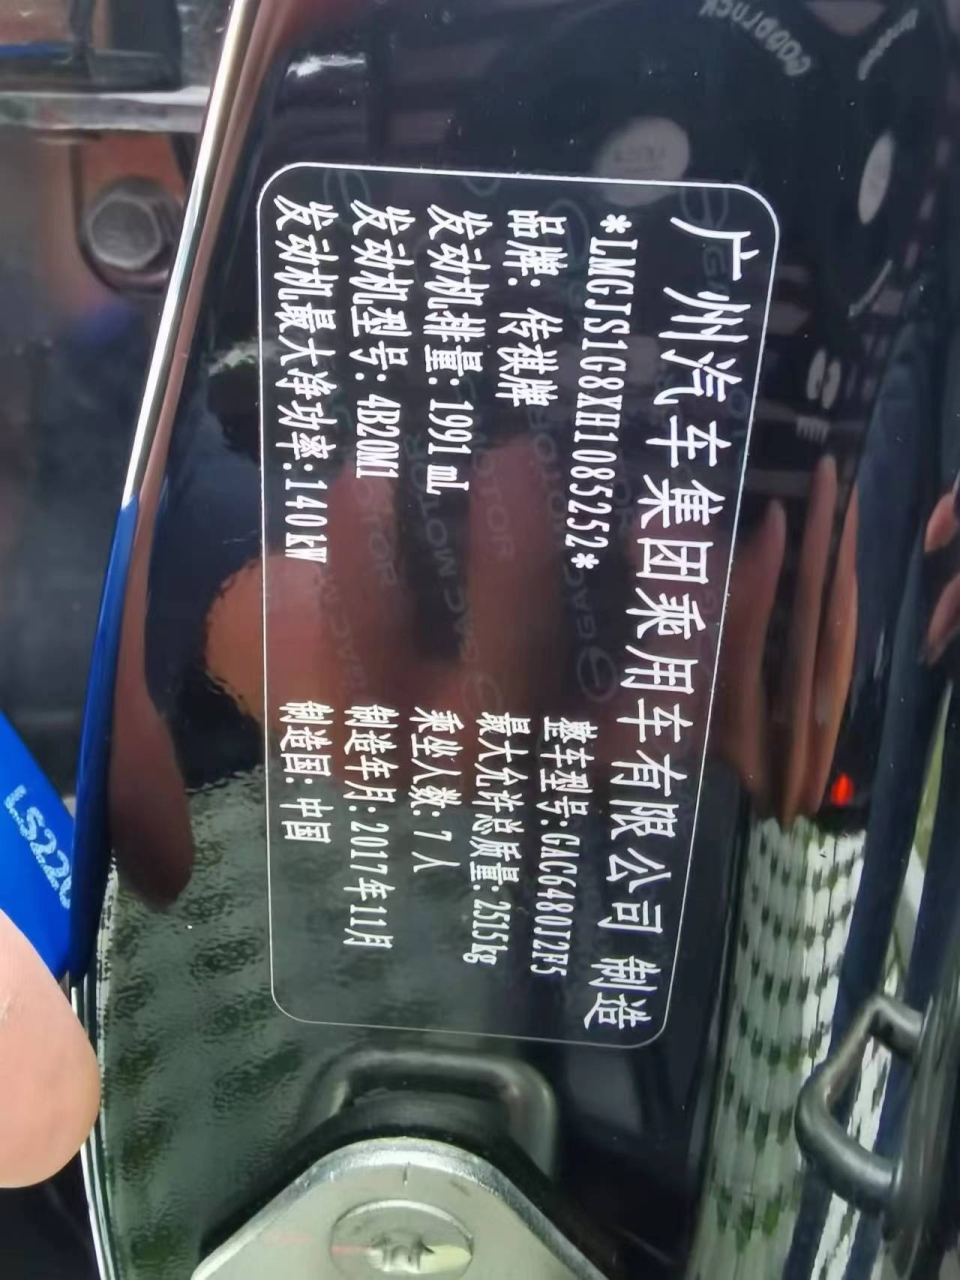 广州汽车集团乘用车有限公司 制造
*LMGJS1G8XH1085252*
品牌: 传祺牌
整车型号:GAC6480J2F5
发动机排量:1991 mL
最大允许总质量:2515kg
发动机型号:4B20M1
乘坐人数:7 人
发动机最大净功率:140kW
制造年月:2017年11月
制造国:中国